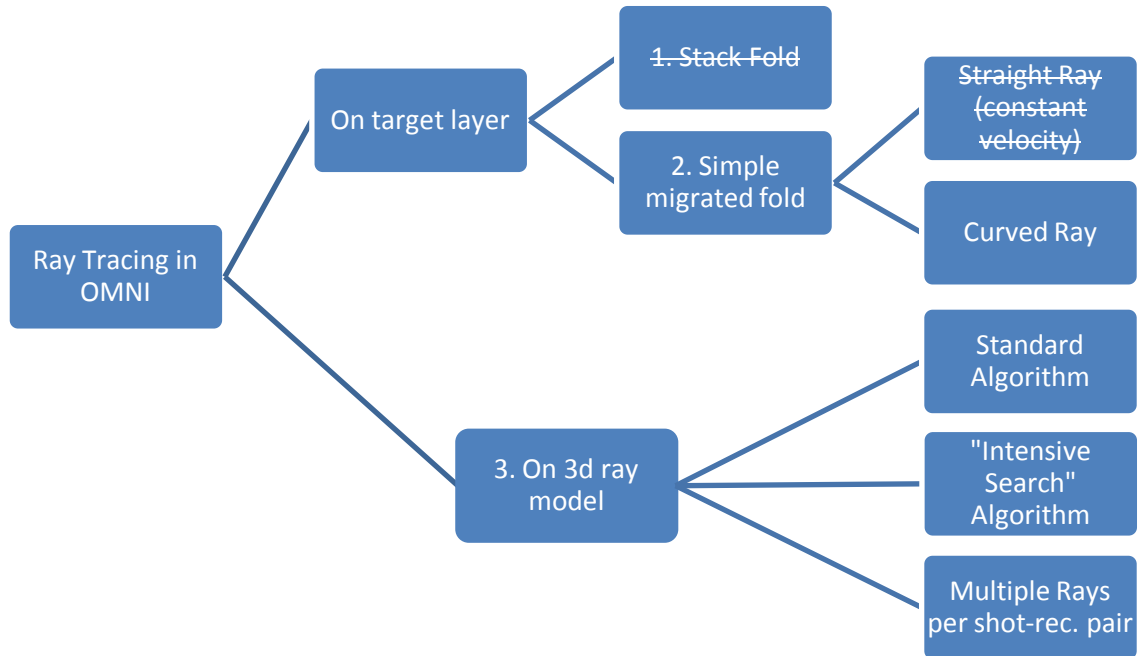 1. Stack Fold
Straight Ray
(constant
velocity)
On target layer
2. Simple
migrated fold
Curved Ray
Ray Tracing in
OMNI
Standard
Algorithm
3. On 3d ray
model
"Intensive
Search"
Algorithm
Multiple Rays
per shot-rec. pair